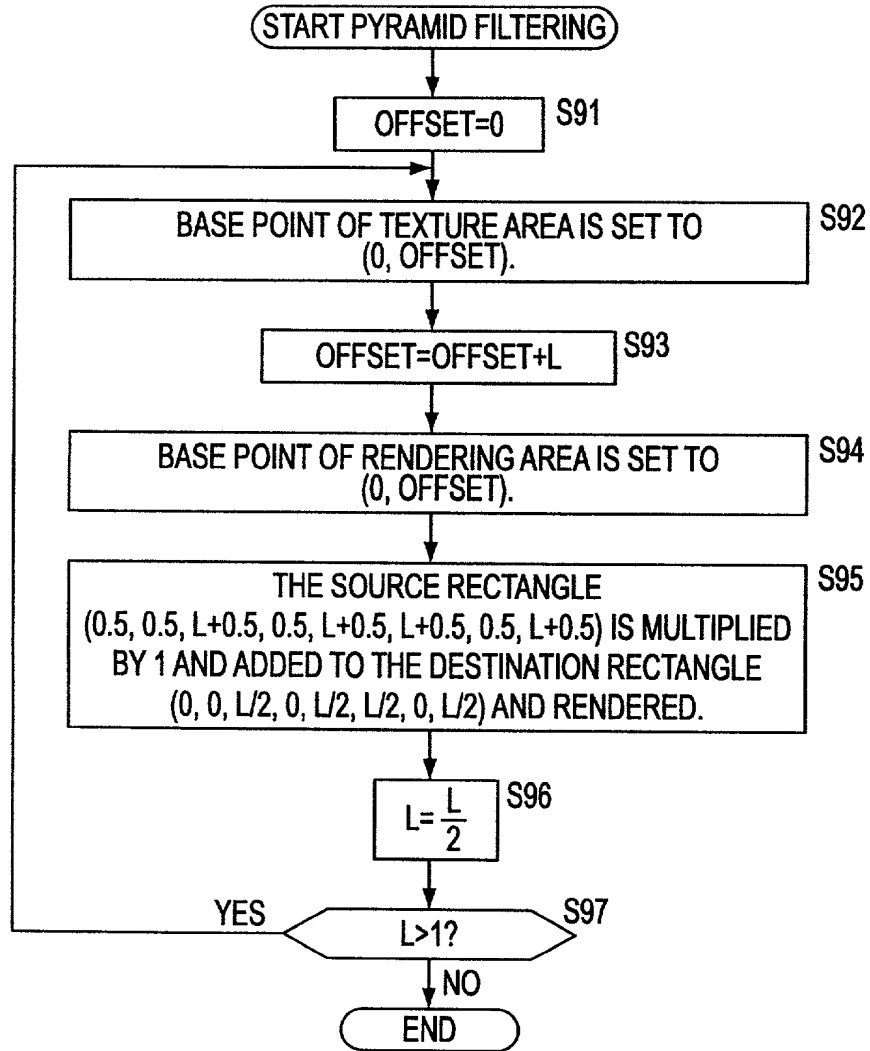 START PYRAMID FILTERING
OFFSET=0
S91
BASE POINT OF TEXTURE AREA IS SET TO
(0, OFFSET).
S92
OFFSET=OFFSET+L
S93
BASE POINT OF RENDERING AREA IS SET TO
(0, OFFSET).
S94
THE SOURCE RECTANGLE
(0.5, 0.5, L+0.5, 0.5, L+0.5, L+0.5, 0.5, L+0.5) IS MULTIPLIED
BY 1 AND ADDED TO THE DESTINATION RECTANGLE
(0, 0, L/2, 0, L/2, L/2, 0, L/2) AND RENDERED.
S95
L=L/2
S96
YES
L>1?
S97
NO
END